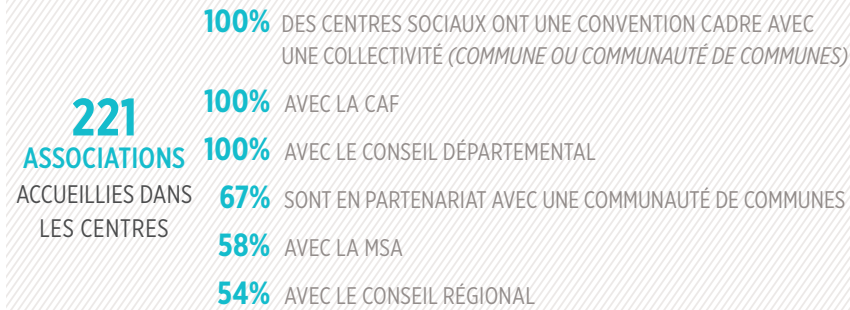 221
ASSOCIATIONS
ACCUEILLIES DANS
LES CENTRES
100% DES CENTRES SOCIAUX ONT UNE CONVENTION CADRE AVEC
UNE COLLECTIVITÉ (COMMUNE OU COMMUNAUTÉ DE COMMUNES)
100% AVEC LA CAF
100% AVEC LE CONSEIL DÉPARTEMENTAL
67% SONT EN PARTENARIAT AVEC UNE COMMUNAUTÉ DE COMMUNES
58% AVEC LA MSA
54% AVEC LE CONSEIL RÉGIONAL